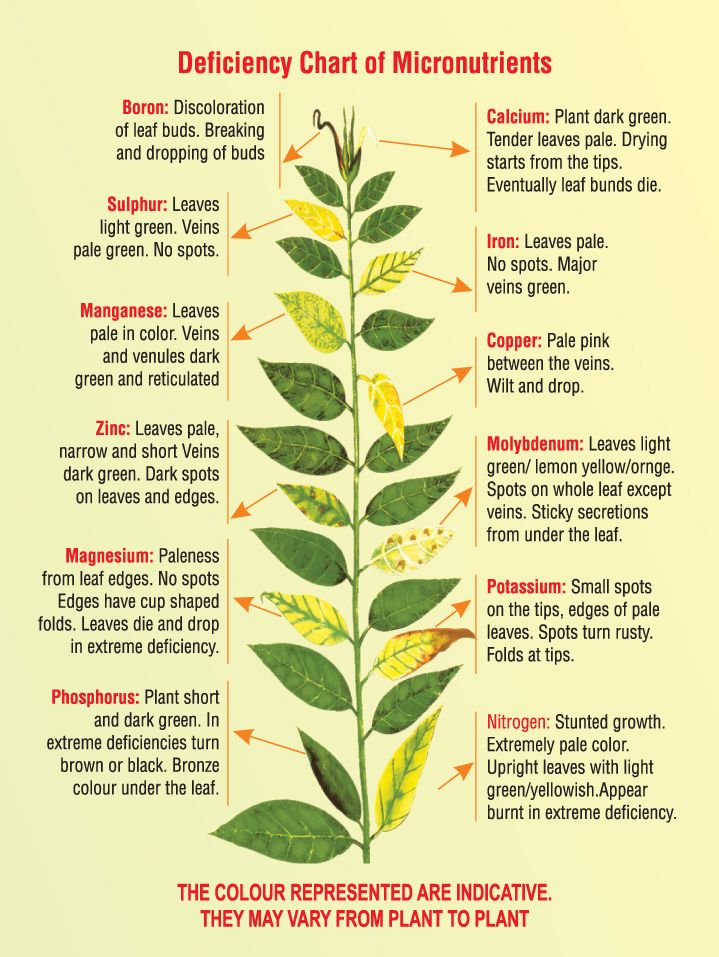 Deficiency Chart of Micronutrients
Boron: Discoloration
of leaf buds. Breaking
and dropping of buds
Sulphur: Leaves
light green. Veins
pale green. No spots.
Manganese: Leaves
pale in color. Veins
and venules dark
green and reticulated
Zinc: Leaves pale,
narrow and short Veins
dark green. Dark spots
on leaves and edges.
Magnesium: Paleness
from leaf edges. No spots
Edges have cup shaped
folds. Leaves die and drop
in extreme deficiency.
Phosphorus: Plant short
and dark green. In
extreme deficiencies turn
brown or black. Bronze
colour under the leaf.
Calcium: Plant dark green.
Tender leaves pale. Drying
starts from the tips.
Eventually leaf bunds die.
Iron: Leaves pale.
No spots. Major
veins green.
Copper: Pale pink
between the veins.
Wilt and drop.
Molybdenum: Leaves light
green/ lemon yellow/ornge.
Spots on whole leaf except
veins. Sticky secretions
from under the leaf.
Potassium: Small spots
on the tips, edges of pale
leaves. Spots turn rusty.
Folds at tips.
Nitrogen: Stunted growth.
Extremely pale color.
Upright leaves with light
green/yellowish.Appear
burnt in extreme deficiency.
THE COLOUR REPRESENTED ARE INDICATIVE.
THEY MAY VARY FROM PLANT TO PLANT